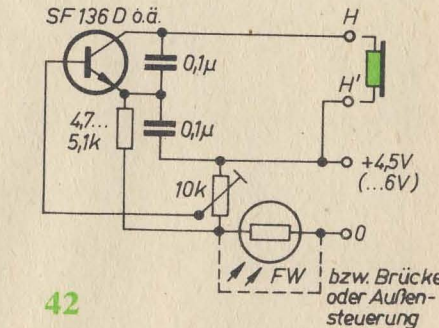 SF 136 D o.ä.
H
0,1µ
H'
4,7...
5,1k
0,1µ
+4,5V
(...6V)
10k
0
FW
bzw. Brücke
oder Außen-
steuerung
42